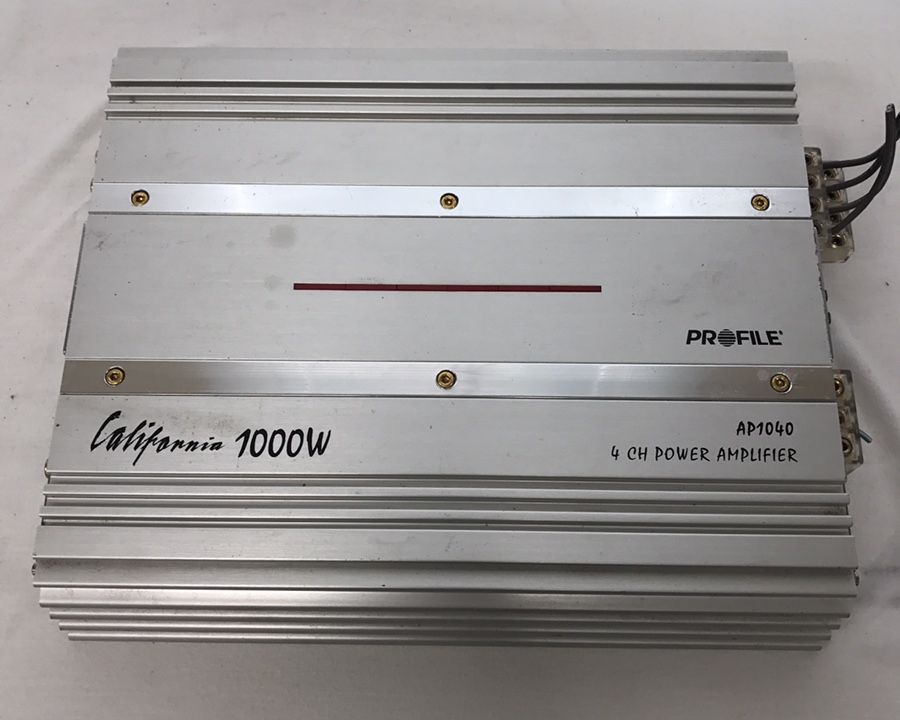 PROFILE
California 1000W
AP1040
4 CH POWER AMPLIFIER